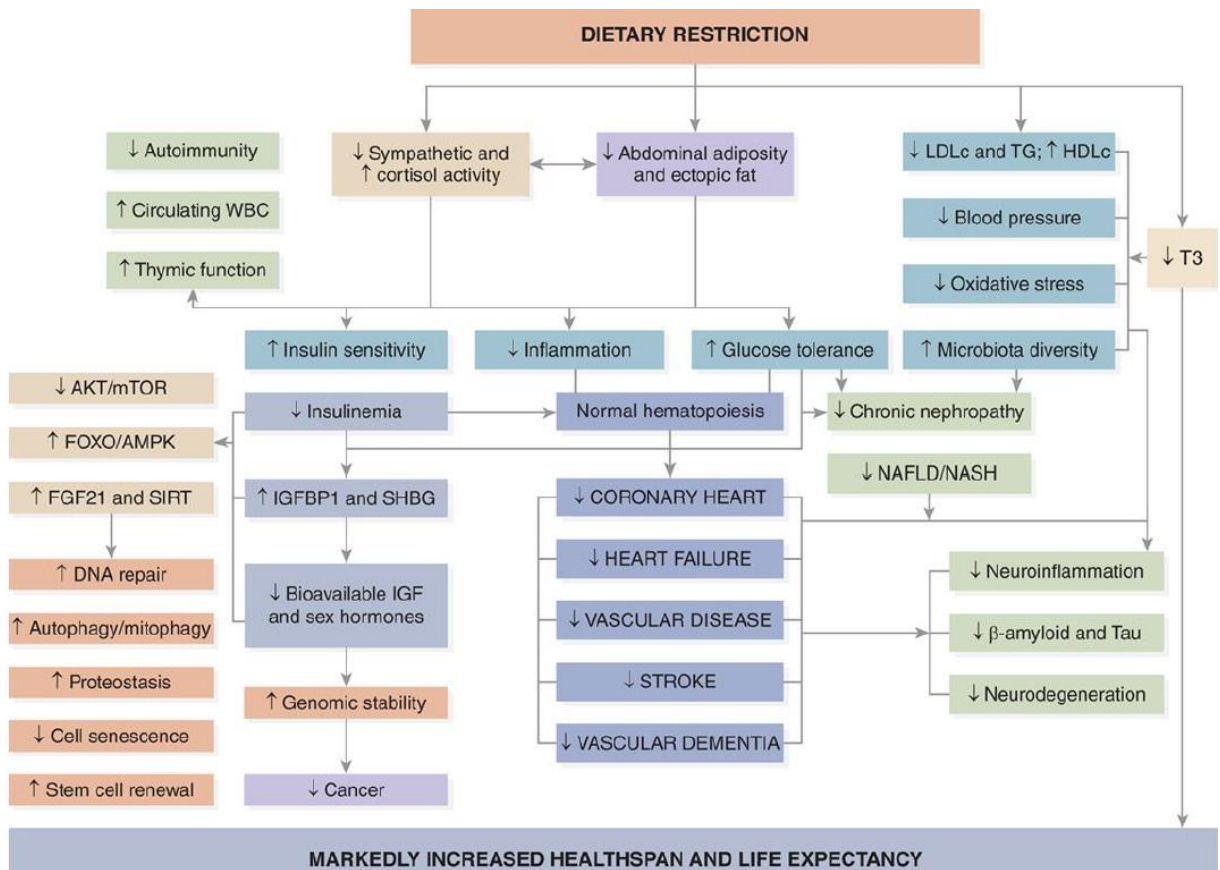 DIETARY RESTRICTION
↓ Autoimmunity
↑ Circulating WBC
↑ Thymic function
↓ Sympathetic and
↑ cortisol activity
↓ Abdominal adiposity
and ectopic fat
↓ LDLc and TG; ↑ HDLc
↓ Blood pressure
↓ Oxidative stress
↑ Microbiota diversity
↓ T3
↑ Insulin sensitivity
↓ Inflammation
↑ Glucose tolerance
↓ AKT/mTOR
↑ FOXO/AMPK
↑ FGF21 and SIRT
↑ DNA repair
↑ Autophagy/mitophagy
↑ Proteostasis
↓ Cell senescence
↑ Stem cell renewal
↓ Insulinemia
↑ IGFBP1 and SHBG
↓ Bioavailable IGF
and sex hormones
↑ Genomic stability
↓ Cancer
Normal hematopoiesis
↓ CORONARY HEART
↓ HEART FAILURE
↓ VASCULAR DISEASE
↓ STROKE
↓ VASCULAR DEMENTIA
↓ Chronic nephropathy
↓ NAFLD/NASH
↓ Neuroinflammation
↓ β-amyloid and Tau
↓ Neurodegeneration
MARKEDLY INCREASED HEALTHSPAN AND LIFE EXPECTANCY